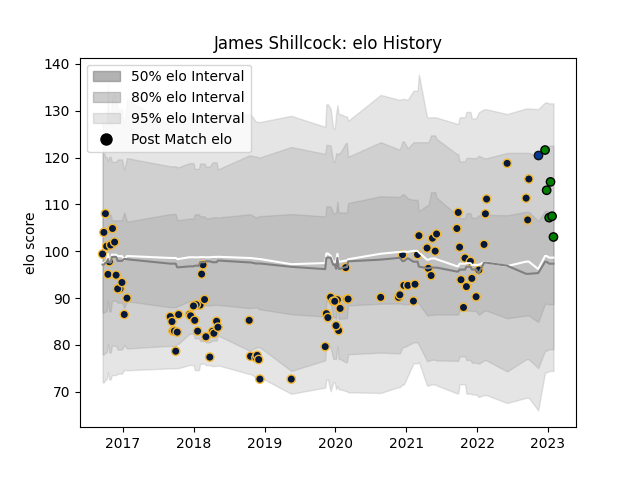 James Shillcock: elo History
140
130
120
110
100
90
80
70
elo score
50% elo Interval
80% elo Interval
95% elo Interval
Post Match elo
2017
2018
2019
2020
2021
2022
2023